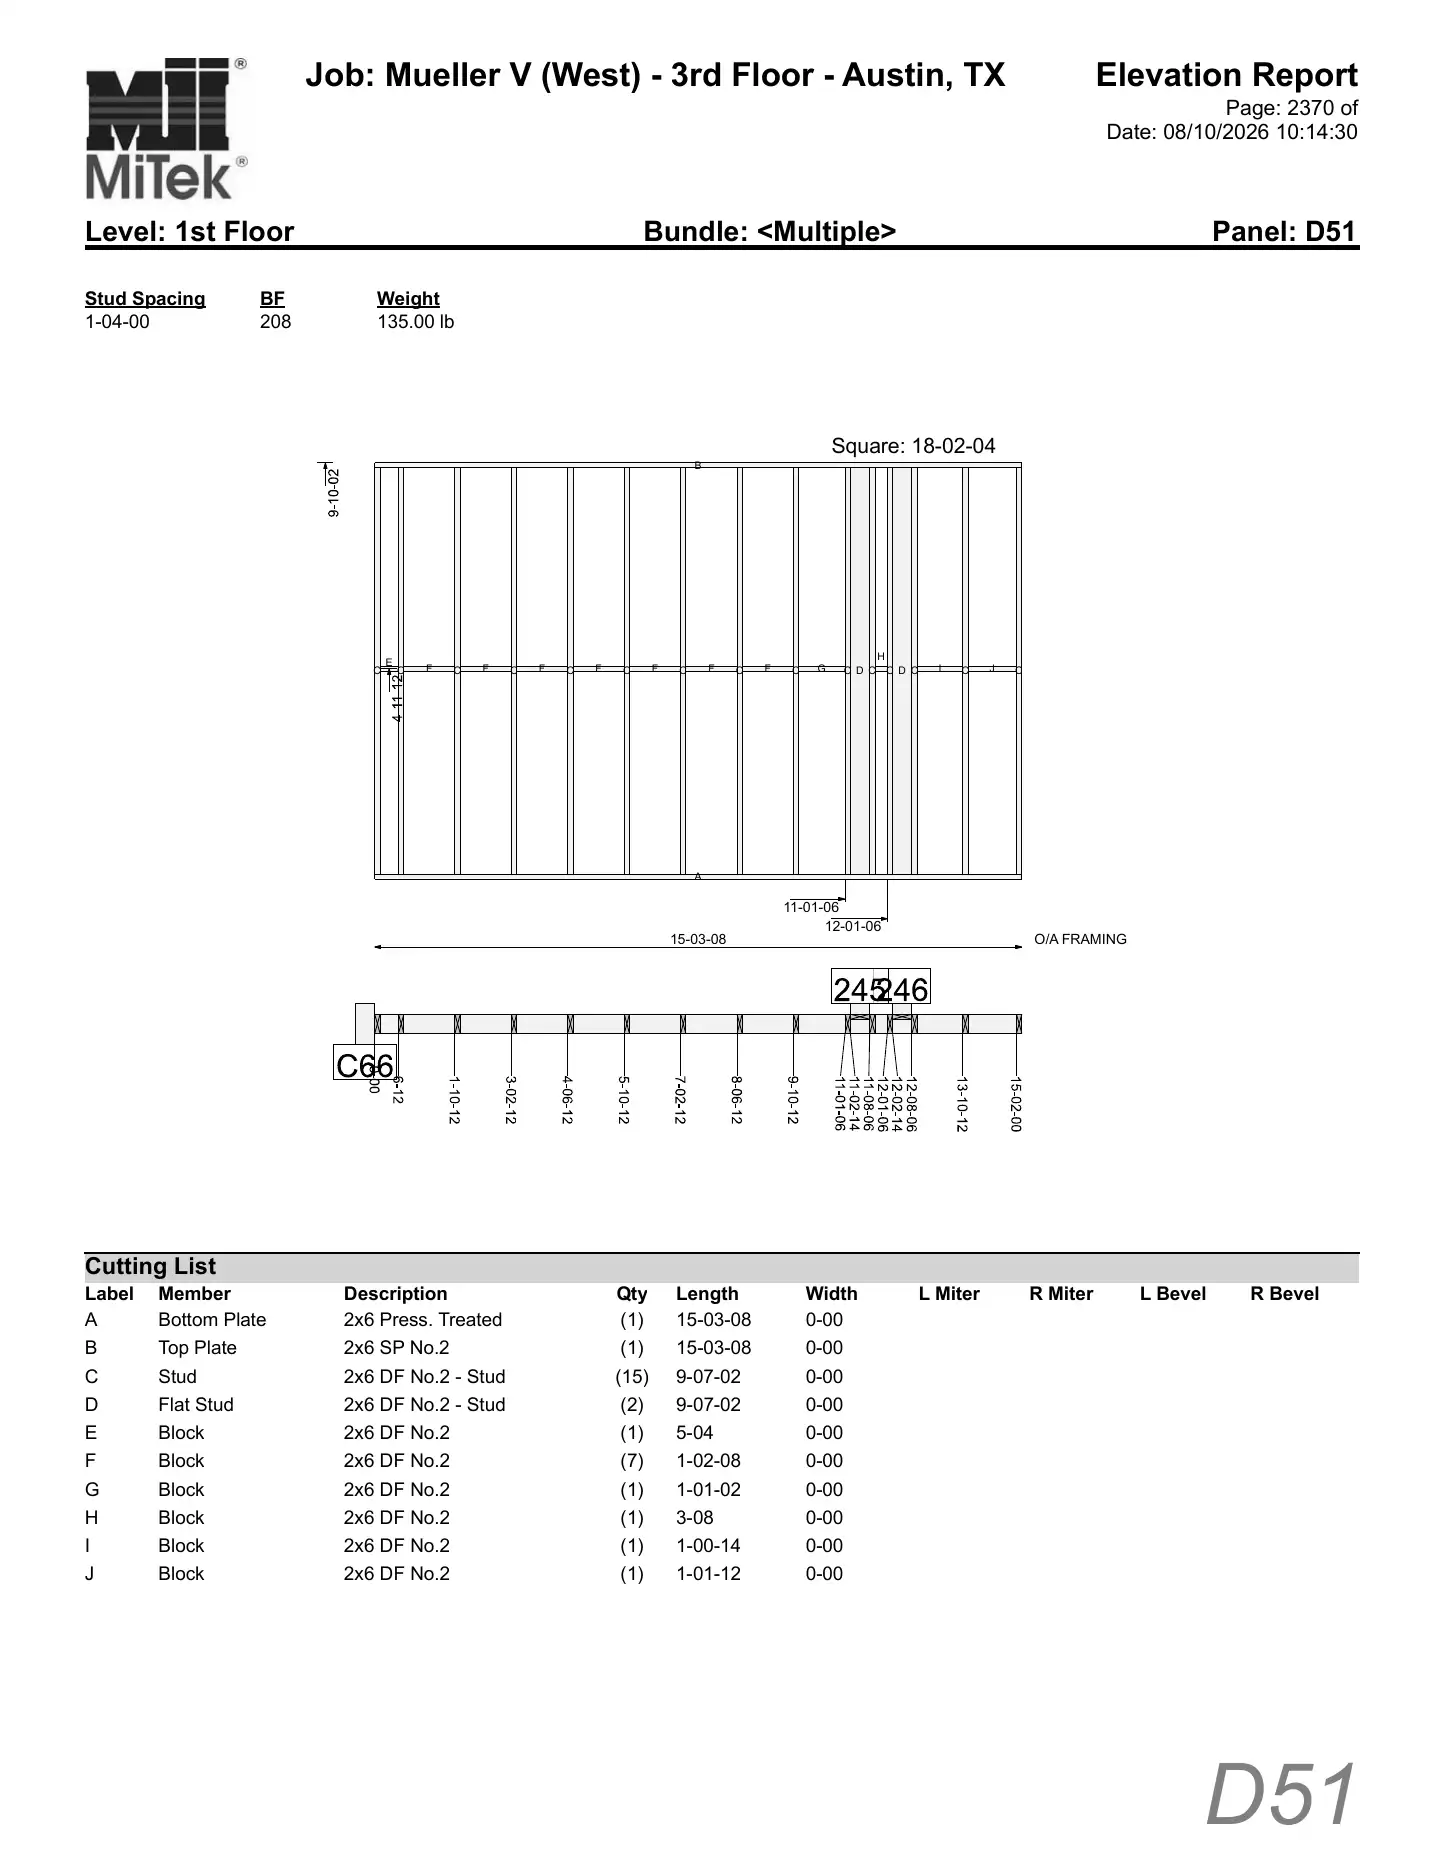 Job: Mueller V (West) - 3rd Floor - Austin, TX
Elevation Report
Page: 2370 of
Date: 08/10/2026 10:14:30
MiTek®
Level: 1st Floor
Bundle: <Multiple>
Panel: D51
Stud Spacing BF Weight
1-04-00 208 135.00 lb
Square: 18-02-04
9-10-02
B
E F F F F F F F G D H D I J
4-11-12
A
11-01-06
12-01-06
15-03-08
O/A FRAMING
245
246
C66
0-00
6-12
1-10-12
3-02-12
4-06-12
5-10-12
7-02-12
8-06-12
9-10-12
11-01-06
11-02-14
11-08-06
12-01-06
12-02-14
12-08-06
13-10-12
15-02-00
Cutting List
Label Member Description Qty Length Width L Miter R Miter L Bevel R Bevel
A Bottom Plate 2x6 Press. Treated (1) 15-03-08 0-00
B Top Plate 2x6 SP No.2 (1) 15-03-08 0-00
C Stud 2x6 DF No.2 - Stud (15) 9-07-02 0-00
D Flat Stud 2x6 DF No.2 - Stud (2) 9-07-02 0-00
E Block 2x6 DF No.2 (1) 5-04 0-00
F Block 2x6 DF No.2 (7) 1-02-08 0-00
G Block 2x6 DF No.2 (1) 1-01-02 0-00
H Block 2x6 DF No.2 (1) 3-08 0-00
I Block 2x6 DF No.2 (1) 1-00-14 0-00
J Block 2x6 DF No.2 (1) 1-01-12 0-00
D51